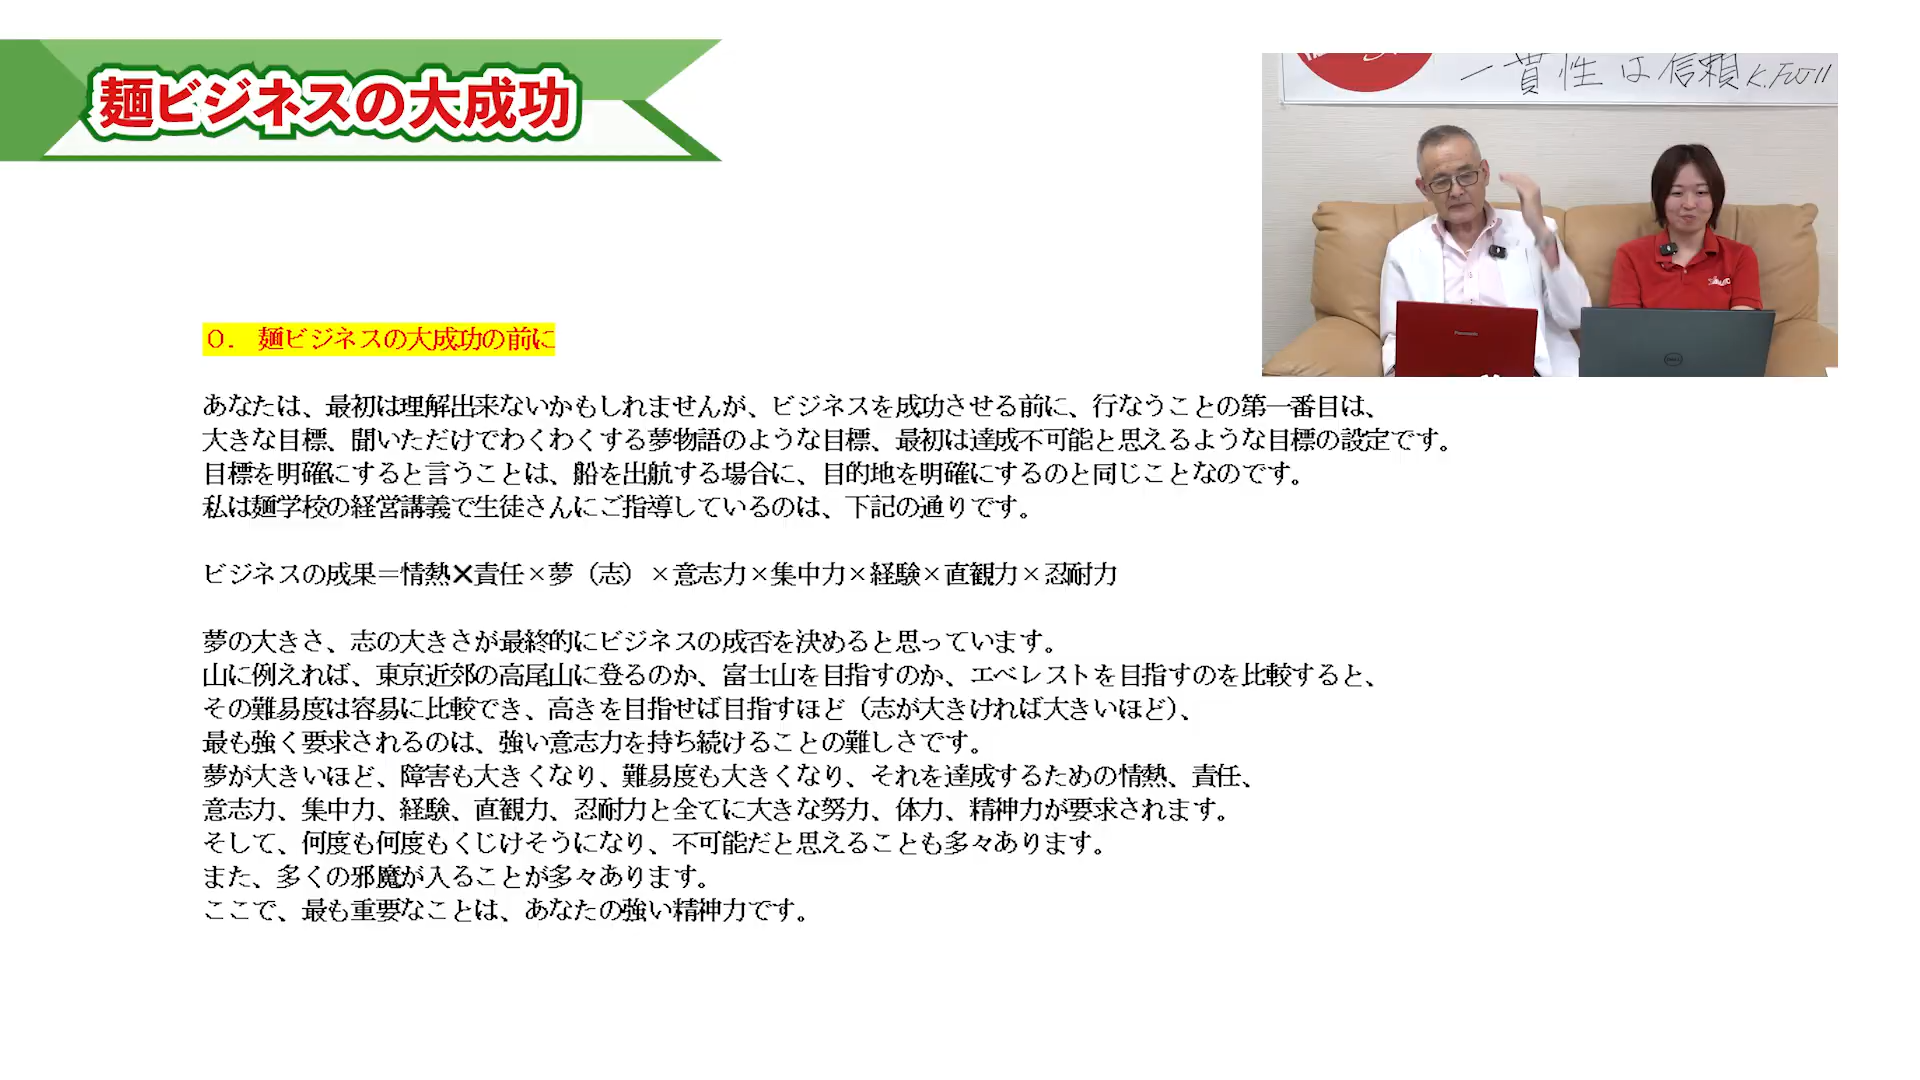 麺ビジネスの大成功
一貫性は信頼 K.FUJII
０． 麺ビジネスの大成功の前に
あなたは、最初は理解出来ないかもしれませんが、ビジネスを成功させる前に、行なうことの第一番目は、
大きな目標、聞いただけでわくわくする夢物語のような目標、最初は達成不可能と思えるような目標の設定です。
目標を明確にすると言うことは、船を出航する場合に、目的地を明確にするのと同じことなのです。
私は麺学校の経営講義で生徒さんにご指導しているのは、下記の通りです。
ビジネスの成果＝情熱✕責任×夢（志）×意志力×集中力×経験×直観力×忍耐力
夢の大きさ、志の大きさが最終的にビジネスの成否を決めると思っています。
山に例えれば、東京近郊の高尾山に登るのか、富士山を目指すのか、エベレストを目指すのを比較すると、
その難易度は容易に比較でき、高きを目指せば目指すほど（志が大きければ大きいほど）、
最も強く要求されるのは、強い意志力を持ち続けることの難しさです。
夢が大きいほど、障害も大きくなり、難易度も大きくなり、それを達成するための情熱、責任、
意志力、集中力、経験、直観力、忍耐力と全てに大きな努力、体力、精神力が要求されます。
そして、何度も何度もくじけそうになり、不可能だと思えることも多々あります。
また、多くの邪魔が入ることが多々あります。
ここで、最も重要なことは、あなたの強い精神力です。
Panasonic
DELL